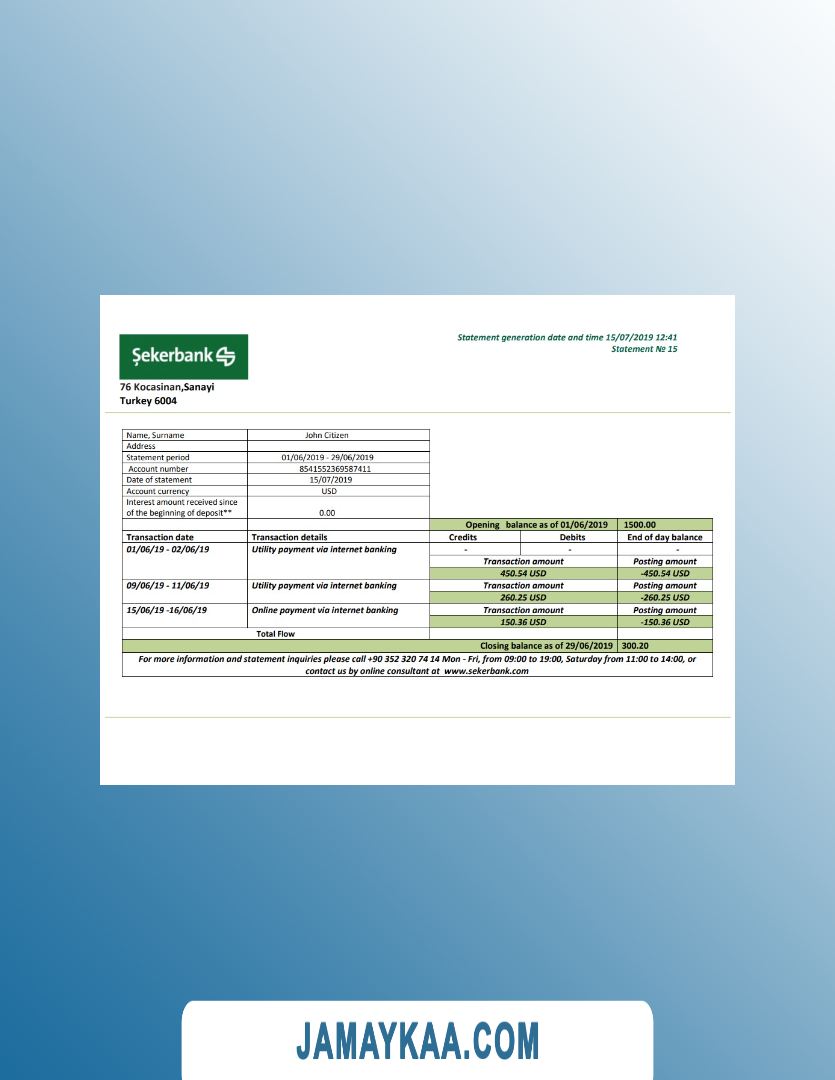 Şekerbank
Statement generation date and time 15/07/2019 12:41
Statement № 15
76 Kocasinan,Sanayi
Turkey 6004
Name, Surname John Citizen
Address
Statement period 01/06/2019 - 29/06/2019
Account number 8541552369587411
Date of statement 15/07/2019
Account currency USD
Interest amount received since
of the beginning of deposit** 0.00
Opening balance as of 01/06/2019 1500.00
Transaction date Transaction details Credits Debits End of day balance
01/06/19 - 02/06/19 Utility payment via internet banking - - -
Transaction amount Posting amount
450.54 USD -450.54 USD
09/06/19 - 11/06/19 Utility payment via internet banking Transaction amount Posting amount
260.25 USD -260.25 USD
15/06/19 -16/06/19 Online payment via internet banking Transaction amount Posting amount
150.36 USD -150.36 USD
Total Flow
Closing balance as of 29/06/2019 300.20
For more information and statement inquiries please call +90 352 320 74 14 Mon - Fri, from 09:00 to 19:00, Saturday from 11:00 to 14:00, or
contact us by online consultant at www.sekerbank.com
JAMAYKAA.COM